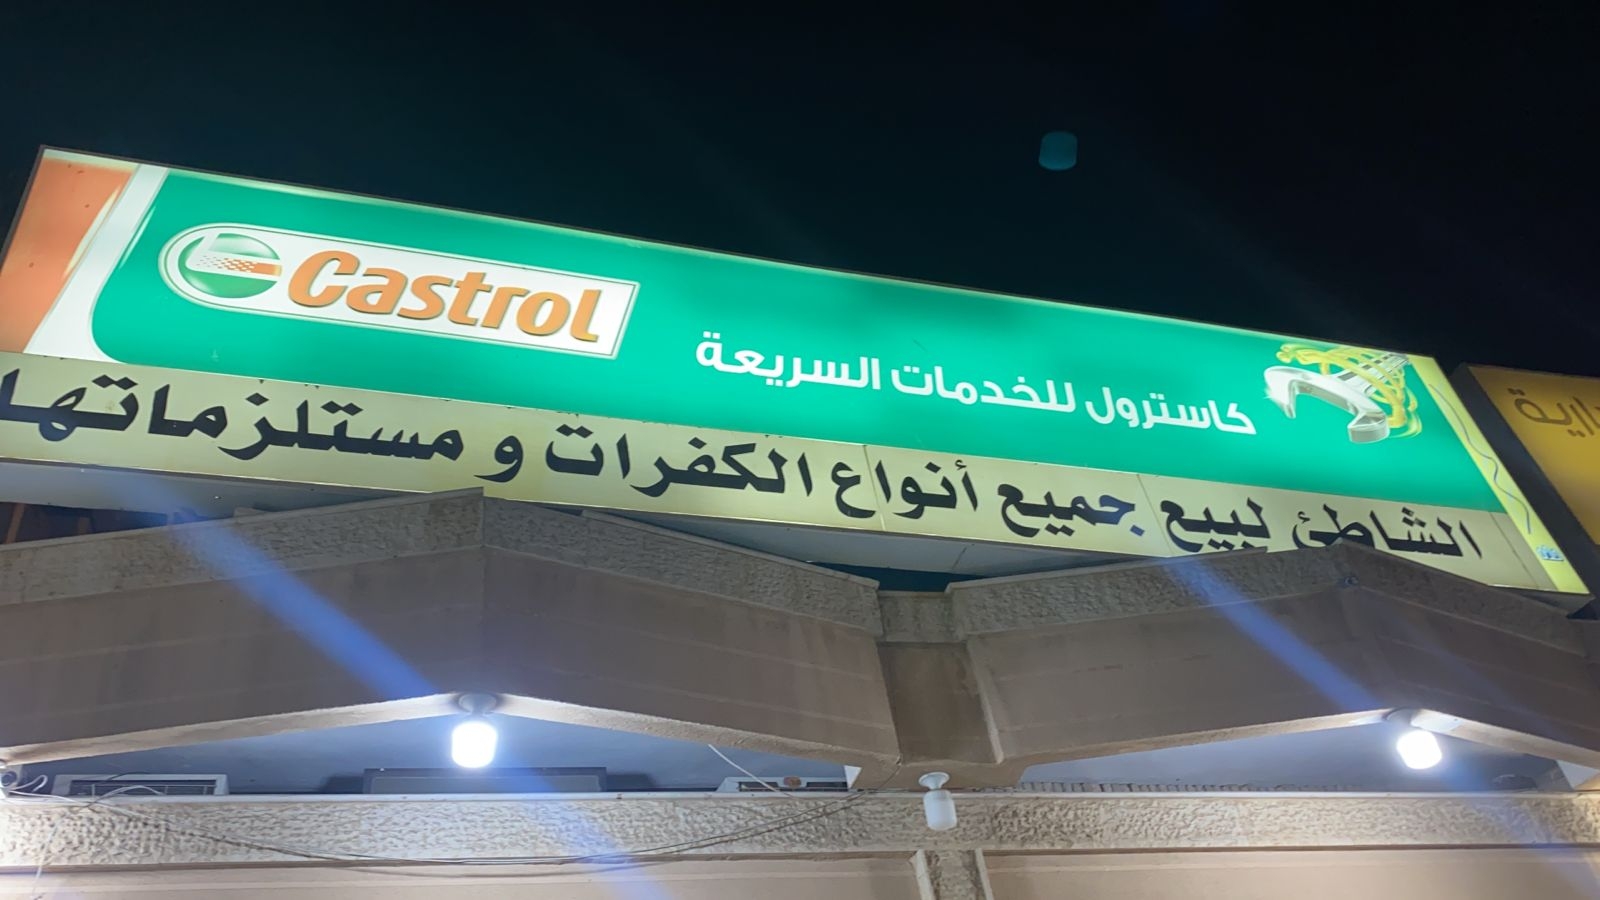 Castrol
كاسترول للخدمات السريعة
الشاطئ لبيع جميع أنواع الكفرات و مستلزماتها